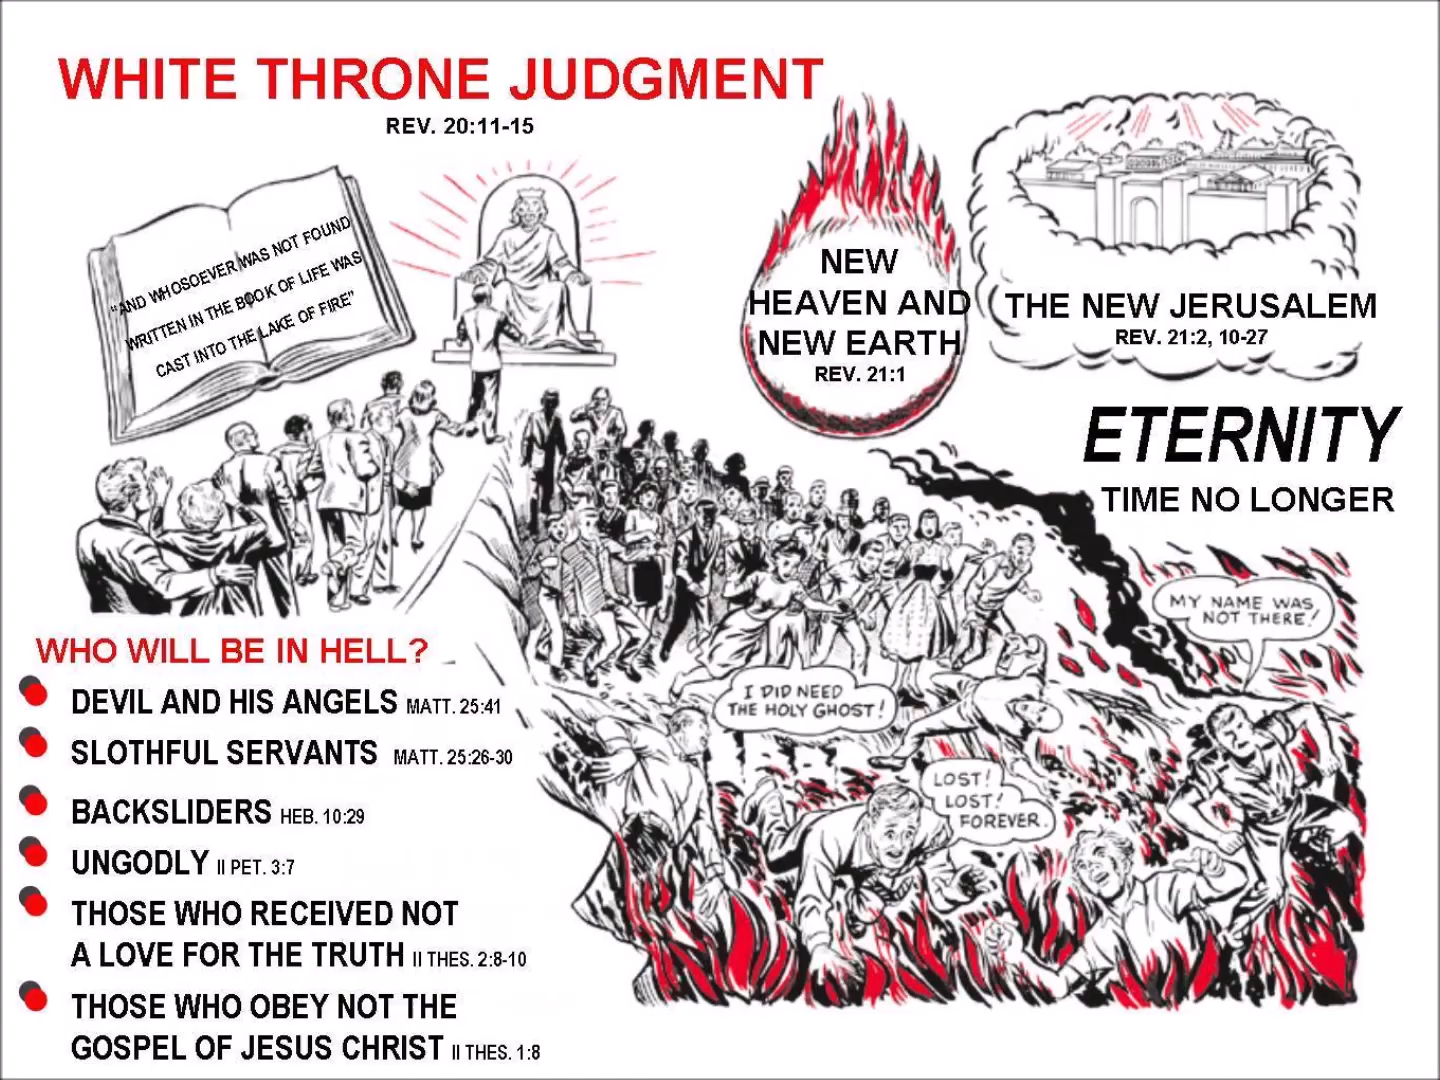 WHITE THRONE JUDGMENT
REV. 20:11-15
"AND WHOSOEVER WAS NOT FOUND
WRITTEN IN THE BOOK OF LIFE WAS
CAST INTO THE LAKE OF FIRE"
NEW
HEAVEN AND
NEW EARTH
REV. 21:1
THE NEW JERUSALEM
REV. 21:2, 10-27
ETERNITY
TIME NO LONGER
MY NAME WAS
NOT THERE!
I DID NEED
THE HOLY GHOST!
LOST!
LOST!
FOREVER.
WHO WILL BE IN HELL?
DEVIL AND HIS ANGELS MATT. 25:41
SLOTHFUL SERVANTS MATT. 25:26-30
BACKSLIDERS HEB. 10:29
UNGODLY II PET. 3:7
THOSE WHO RECEIVED NOT
A LOVE FOR THE TRUTH II THES. 2:8-10
THOSE WHO OBEY NOT THE
GOSPEL OF JESUS CHRIST II THES. 1:8